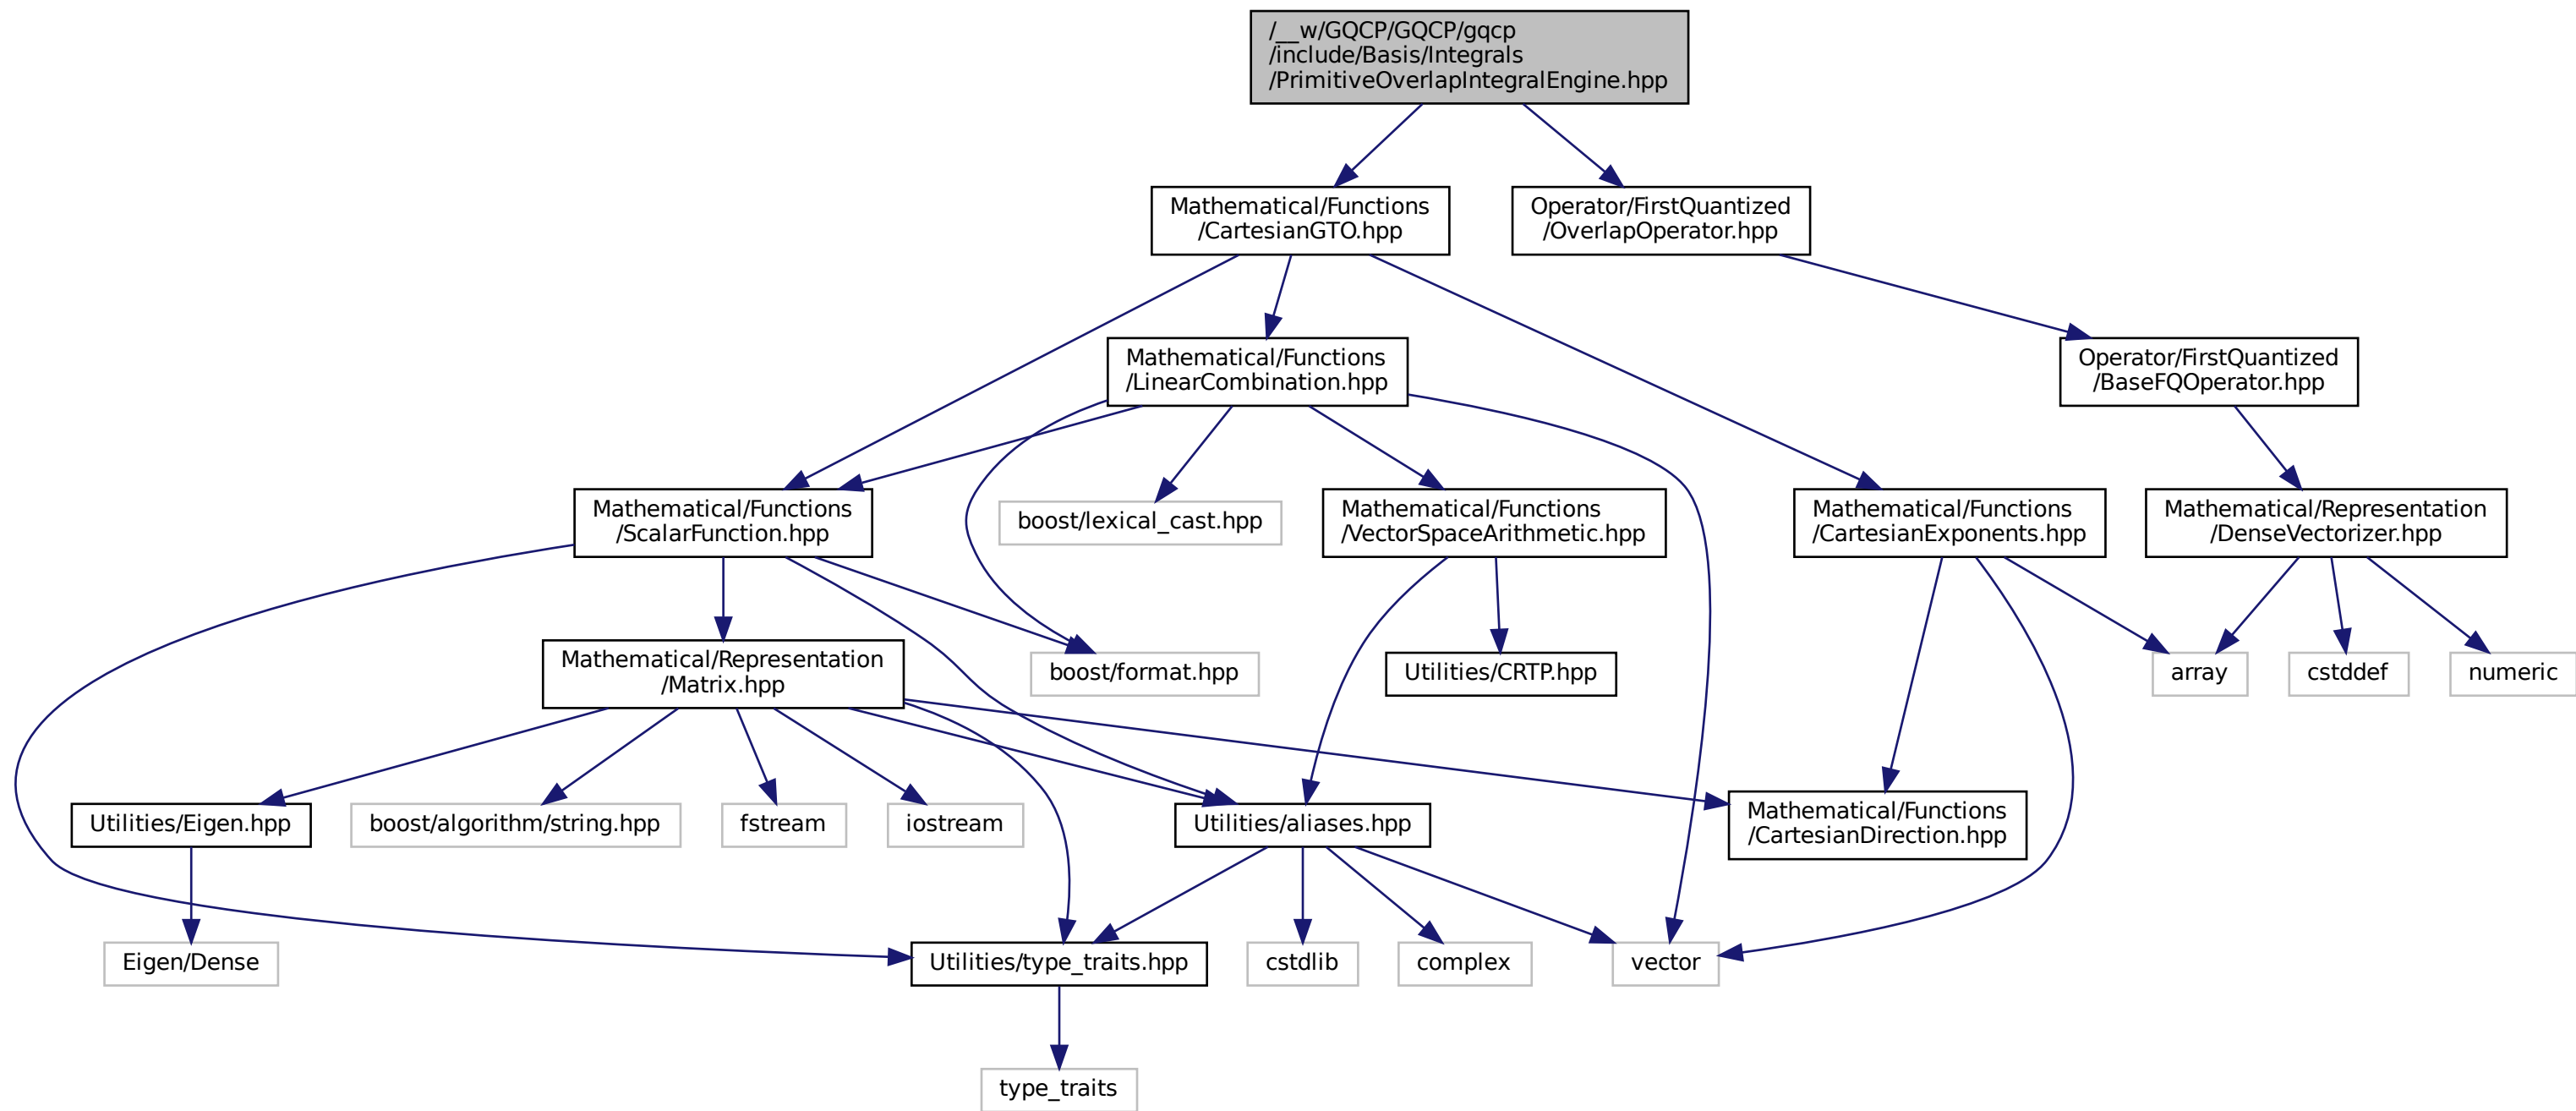 /__w/GQCP/GQCP/gqcp
/include/Basis/Integrals
/PrimitiveOverlapIntegralEngine.hpp
Mathematical/Functions
/CartesianGTO.hpp
Operator/FirstQuantized
/OverlapOperator.hpp
Mathematical/Functions
/LinearCombination.hpp
Operator/FirstQuantized
/BaseFQOperator.hpp
Mathematical/Functions
/ScalarFunction.hpp
boost/lexical_cast.hpp
Mathematical/Functions
/VectorSpaceArithmetic.hpp
Mathematical/Functions
/CartesianExponents.hpp
Mathematical/Representation
/DenseVectorizer.hpp
Mathematical/Representation
/Matrix.hpp
boost/format.hpp
Utilities/CRTP.hpp
array
cstddef
numeric
Utilities/Eigen.hpp
boost/algorithm/string.hpp
fstream
iostream
Utilities/aliases.hpp
Mathematical/Functions
/CartesianDirection.hpp
Eigen/Dense
Utilities/type_traits.hpp
cstdlib
complex
vector
type_traits